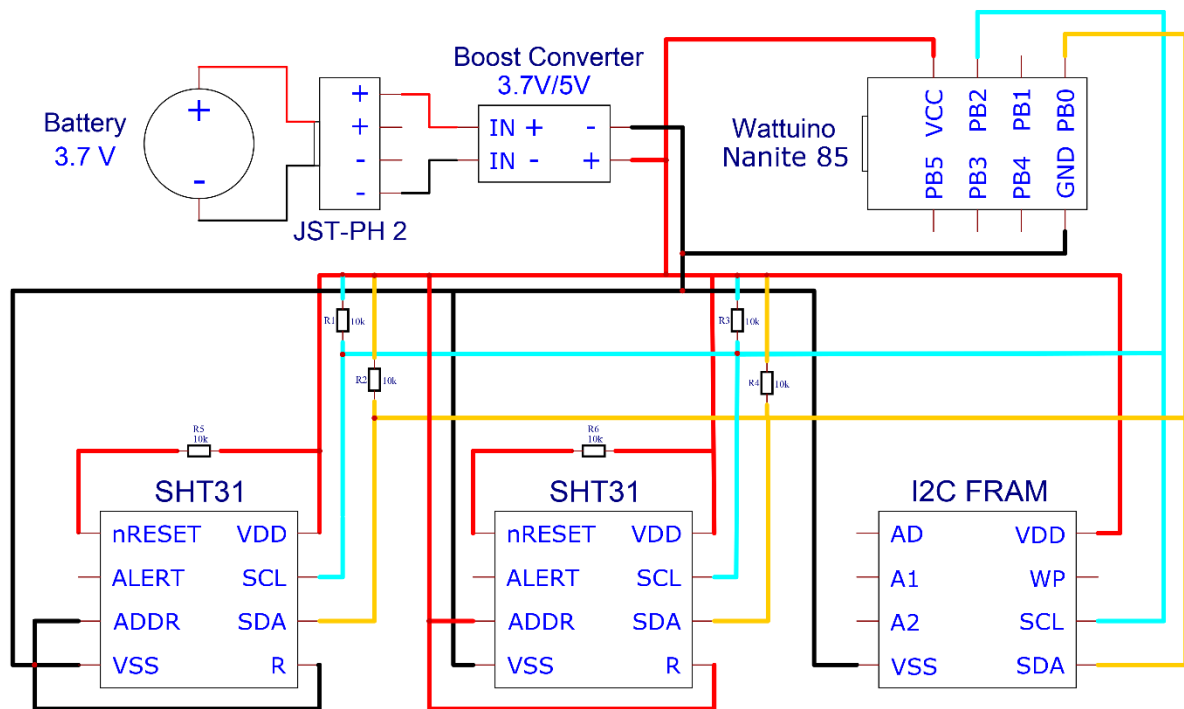 Battery
3.7 V
+
-
+
+
-
-
JST-PH 2
Boost Converter
3.7V/5V
IN + -
IN - +
Wattuino
Nanite 85
VCC PB2 PB1 PB0
PB5 PB3 PB4 GND
R1 10k
R2 10k
R3 10k
R4 10k
R5
10k
R6
10k
SHT31
nRESET VDD
ALERT SCL
ADDR SDA
VSS R
SHT31
nRESET VDD
ALERT SCL
ADDR SDA
VSS R
I2C FRAM
AD VDD
A1 WP
A2 SCL
VSS SDA